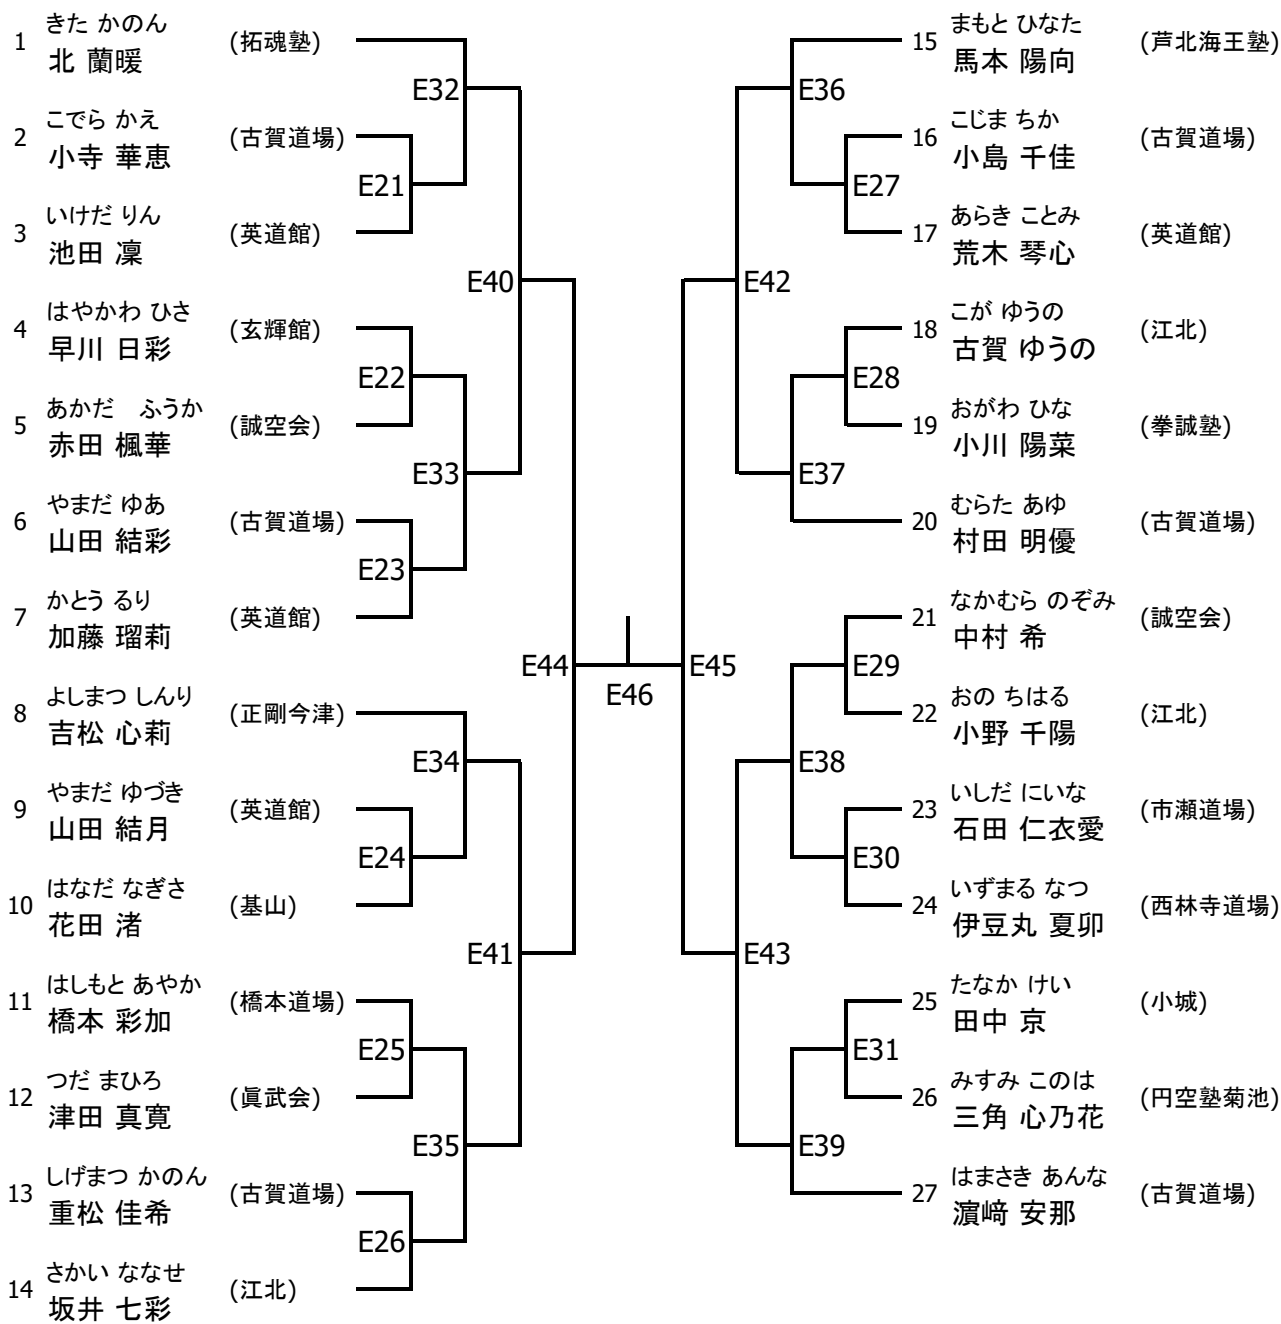 きた かのん
1 北 蘭暖 (拓魂塾)
こでら かえ
2 小寺 華恵 (古賀道場)
いけだ りん
3 池田 凜 (英道館)
はやかわ ひさ
4 早川 日彩 (玄輝館)
あかだ　ふうか
5 赤田 楓華 (誠空会)
やまだ ゆあ
6 山田 結彩 (古賀道場)
かとう るり
7 加藤 瑠莉 (英道館)
よしまつ しんり
8 吉松 心莉 (正剛今津)
やまだ ゆづき
9 山田 結月 (英道館)
はなだ なぎさ
10 花田 渚 (基山)
はしもと あやか
11 橋本 彩加 (橋本道場)
つだ まひろ
12 津田 真寛 (眞武会)
しげまつ かのん
13 重松 佳希 (古賀道場)
さかい ななせ
14 坂井 七彩 (江北)
E32
E21
E40
E22
E33
E23
E44
E34
E24
E41
E25
E35
E26
E46
E45
E36
E27
E42
E28
E37
E29
E38
E30
E43
E31
E39
まもと ひなた
15 馬本 陽向 (芦北海王塾)
こじま ちか
16 小島 千佳 (古賀道場)
あらき ことみ
17 荒木 琴心 (英道館)
こが ゆうの
18 古賀 ゆうの (江北)
おがわ ひな
19 小川 陽菜 (拳誠塾)
むらた あゆ
20 村田 明優 (古賀道場)
なかむら のぞみ
21 中村 希 (誠空会)
おの ちはる
22 小野 千陽 (江北)
いしだ にいな
23 石田 仁衣愛 (市瀬道場)
いずまる なつ
24 伊豆丸 夏卯 (西林寺道場)
たなか けい
25 田中 京 (小城)
みすみ このは
26 三角 心乃花 (円空塾菊池)
はまさき あんな
27 濵﨑 安那 (古賀道場)